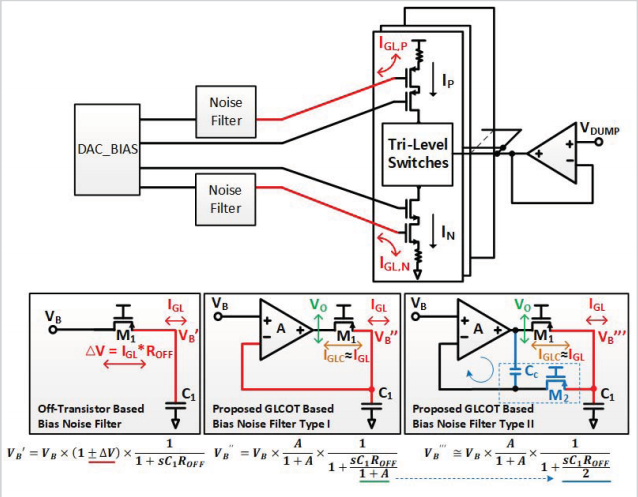 I_GL,P
I_P
Noise
Filter
DAC_BIAS
Tri-Level
Switches
V_DUMP
+
−
+
Noise
Filter
I_N
I_GL,N
V_B
M_1
I_GL
V_B'
△V = I_GL*R_OFF
C_1
Off-Transistor Based
Bias Noise Filter
V_B
+
−
A
V_O
M_1
I_GL
V_B''
I_GLC≈I_GL
C_1
Proposed GLCOT Based
Bias Noise Filter Type I
V_B
+
−
A
V_O
M_1
I_GL
V_B'''
I_GLC≈I_GL
C_c
M_2
C_1
Proposed GLCOT Based
Bias Noise Filter Type II
V_B' = V_B × (1 ± ΔV) × 1 / (1 + sC_1R_OFF)
V_B'' = V_B × A / (1 + A) × 1 / (1 + sC_1R_OFF / (1 + A))
V_B''' ≅ V_B × A / (1 + A) × 1 / (1 + sC_1R_OFF / 2)